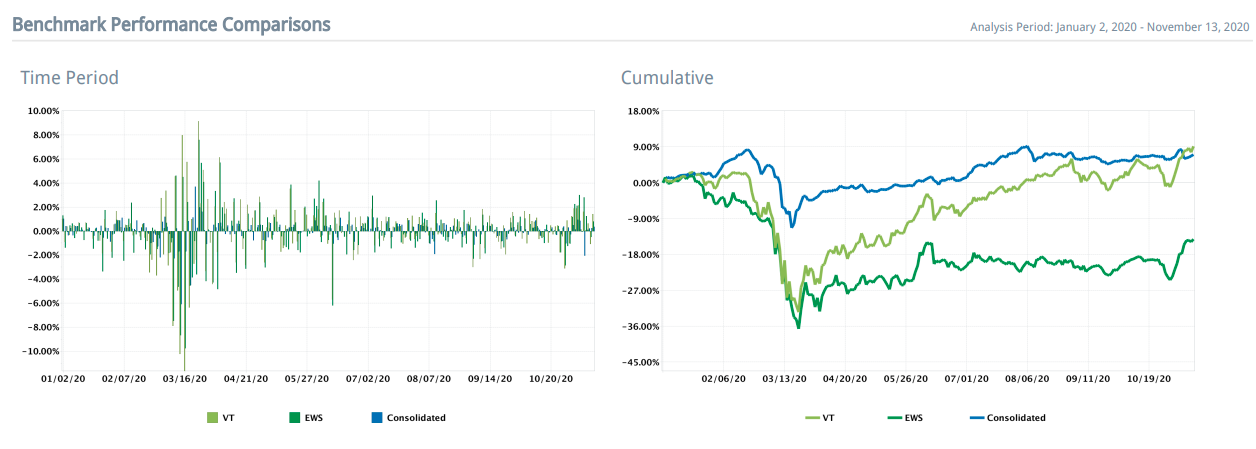 Benchmark Performance Comparisons
Analysis Period: January 2, 2020 - November 13, 2020
Time Period
10.00%
8.00%
6.00%
4.00%
2.00%
0.00%
-2.00%
-4.00%
-6.00%
-8.00%
-10.00%
01/02/20 02/07/20 03/16/20 04/21/20 05/27/20 07/02/20 08/07/20 09/14/20 10/20/20
VT EWS Consolidated
Cumulative
18.00%
9.00%
0.00%
-9.00%
-18.00%
-27.00%
-36.00%
-45.00%
02/06/20 03/13/20 04/20/20 05/26/20 07/01/20 08/06/20 09/11/20 10/19/20
VT EWS Consolidated